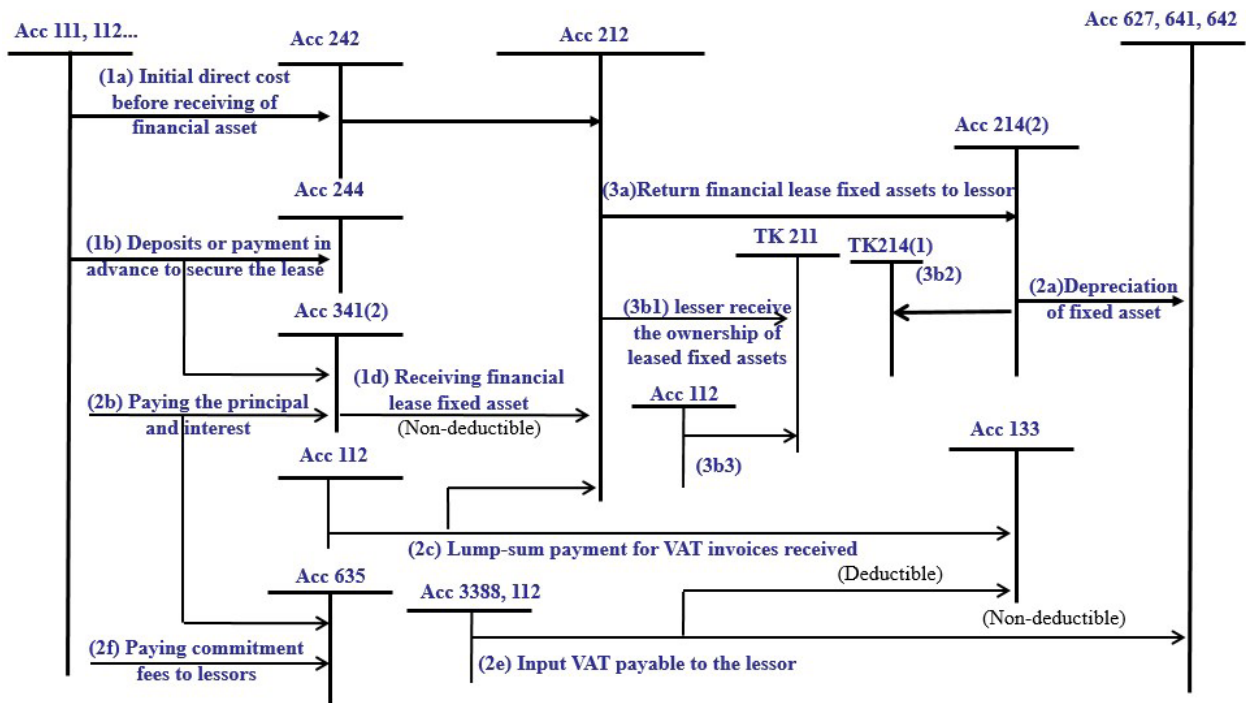 Acc 111, 112...
Acc 242
Acc 212
Acc 627, 641, 642
(1a) Initial direct cost
before receiving of
financial asset
Acc 214(2)
Acc 244
(3a)Return financial lease fixed assets to lessor
(1b) Deposits or payment in
advance to secure the lease
TK 211
TK214(1)
(3b2)
(2a)Depreciation
of fixed asset
Acc 341(2)
(3b1) lesser receive
the ownership of
leased fixed assets
(1d) Receiving financial
lease fixed asset
(Non-deductible)
(2b) Paying the principal
and interest
Acc 112
(3b3)
Acc 133
Acc 112
(2c) Lump-sum payment for VAT invoices received
Acc 635
Acc 3388, 112
(Deductible)
(Non-deductible)
(2f) Paying commitment
fees to lessors
(2e) Input VAT payable to the lessor